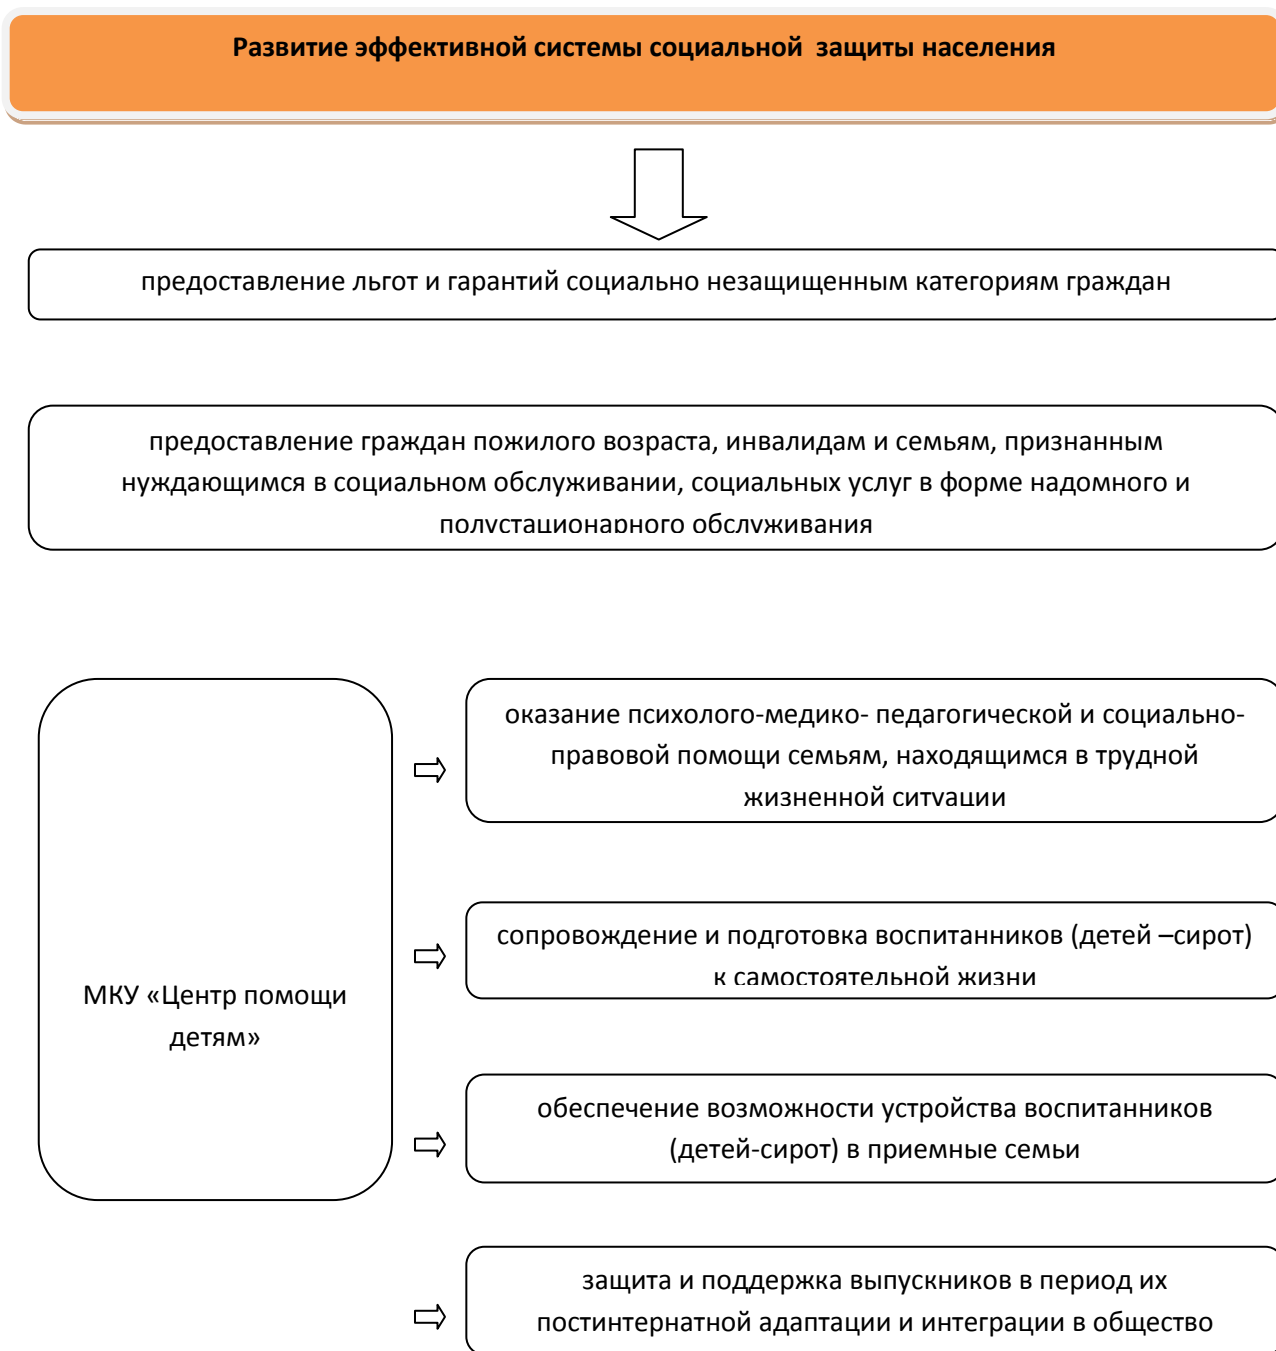 Развитие эффективной системы социальной  защиты населения
предоставление льгот и гарантий социально незащищенным категориям граждан
предоставление граждан пожилого возраста, инвалидам и семьям, признанным
нуждающимся в социальном обслуживании, социальных услуг в форме надомного и
полустационарного обслуживания
МКУ «Центр помощи
детям»
оказание психолого-медико- педагогической и социально-
правовой помощи семьям, находящимся в трудной
жизненной ситуации
сопровождение и подготовка воспитанников (детей –сирот)
к самостоятельной жизни
обеспечение возможности устройства воспитанников
(детей-сирот) в приемные семьи
защита и поддержка выпускников в период их
постинтернатной адаптации и интеграции в общество